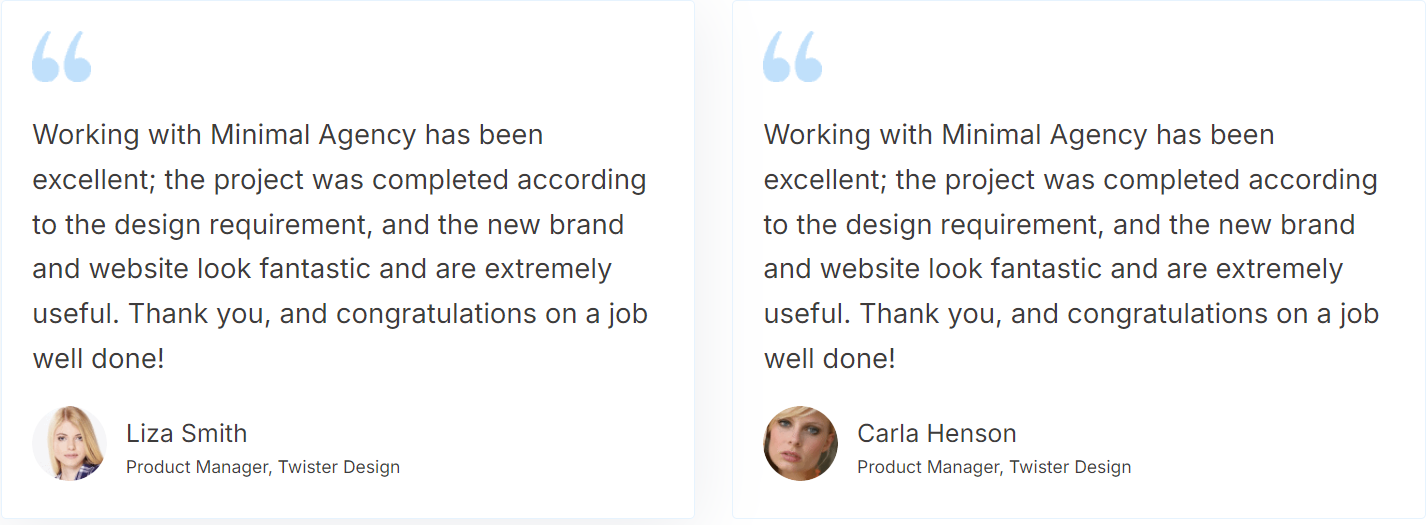 “
Working with Minimal Agency has been
excellent; the project was completed according
to the design requirement, and the new brand
and website look fantastic and are extremely
useful. Thank you, and congratulations on a job
well done!
Liza Smith
Product Manager, Twister Design
“
Working with Minimal Agency has been
excellent; the project was completed according
to the design requirement, and the new brand
and website look fantastic and are extremely
useful. Thank you, and congratulations on a job
well done!
Carla Henson
Product Manager, Twister Design